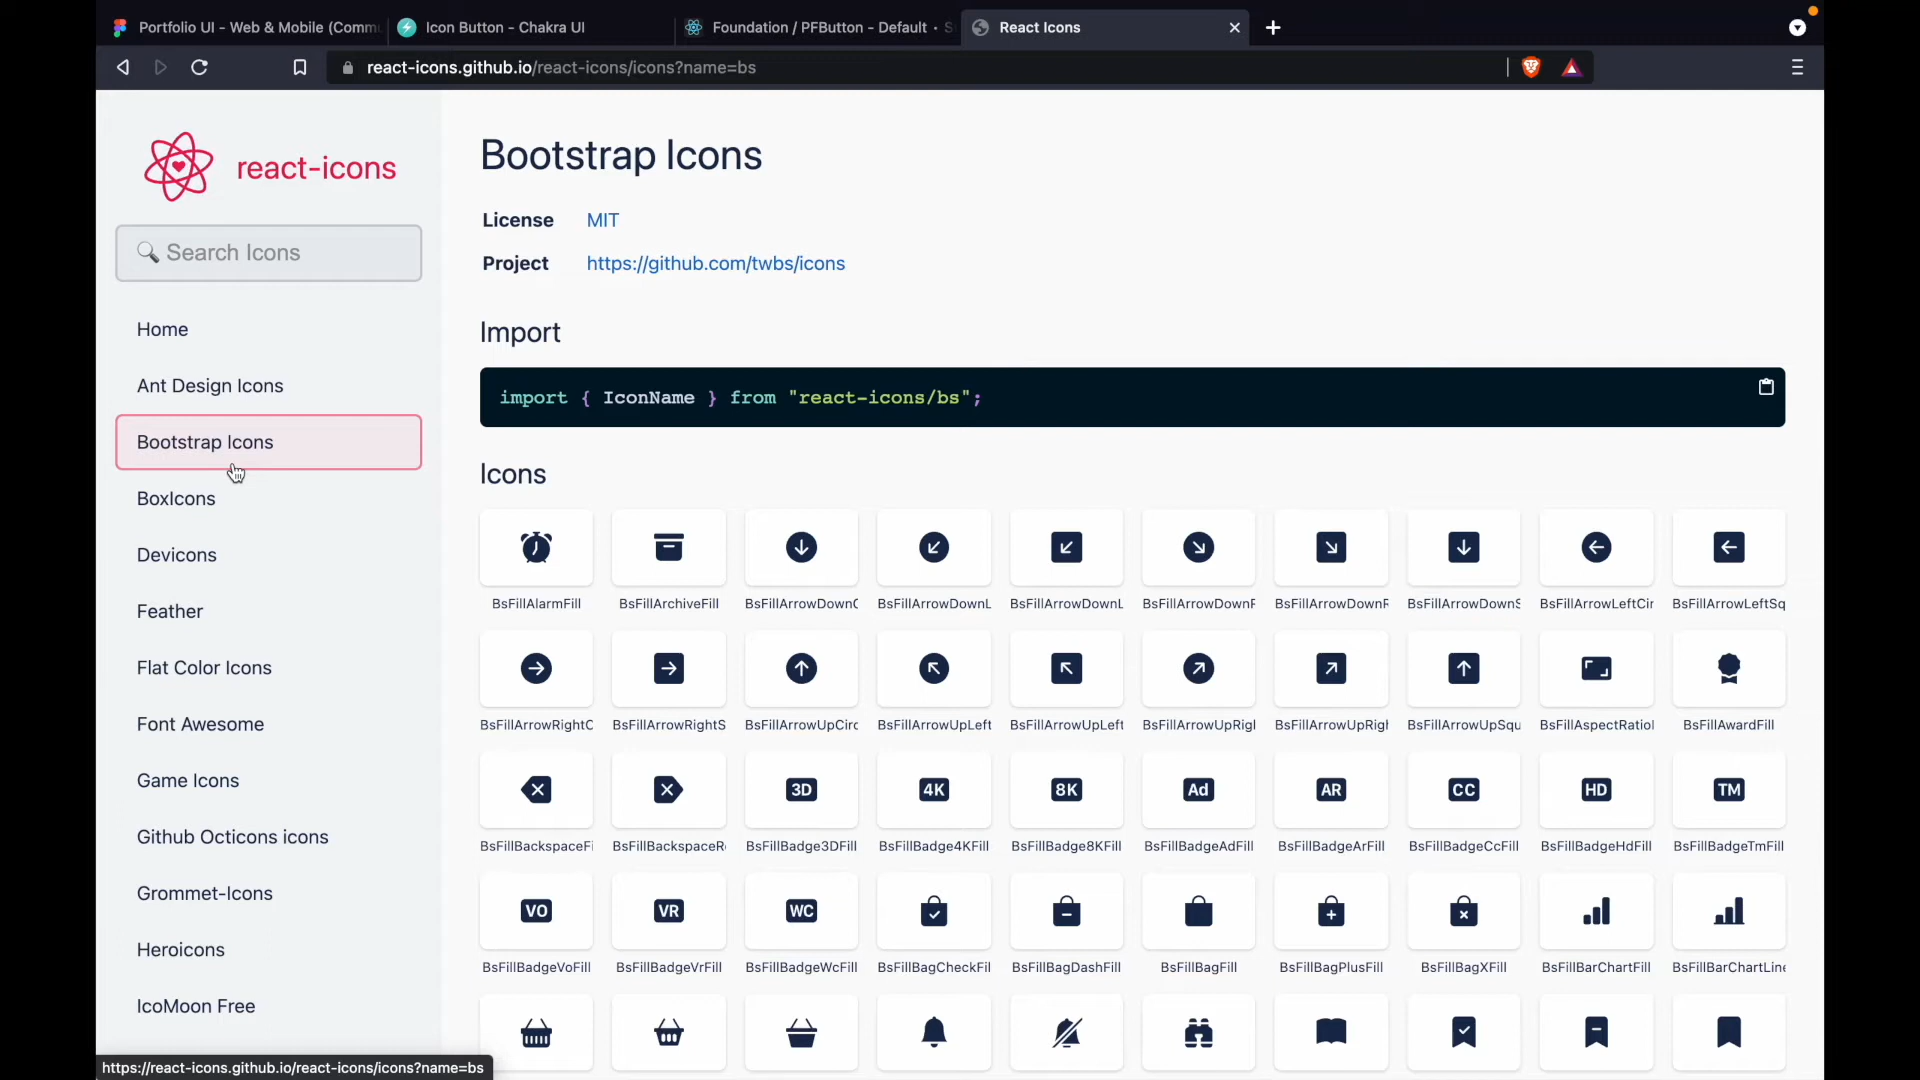 Portfolio UI - Web & Mobile (Commu
Icon Button - Chakra UI
Foundation / PFButton - Default · S
React Icons
react-icons.github.io/react-icons/icons?name=bs
react-icons
Search Icons
Home
Ant Design Icons
Bootstrap Icons
BoxIcons
Devicons
Feather
Flat Color Icons
Font Awesome
Game Icons
Github Octicons icons
Grommet-Icons
Heroicons
IcoMoon Free
https://react-icons.github.io/react-icons/icons?name=bs
Bootstrap Icons
License MIT
Project https://github.com/twbs/icons
Import
import { IconName } from "react-icons/bs";
Icons
BsFillAlarmFill BsFillArchiveFill BsFillArrowDownC BsFillArrowDownL BsFillArrowDownL BsFillArrowDownR BsFillArrowDownR BsFillArrowDownS BsFillArrowLeftCir BsFillArrowLeftSq
BsFillArrowRightC BsFillArrowRightS BsFillArrowUpCirc BsFillArrowUpLeft BsFillArrowUpLeft BsFillArrowUpRigh BsFillArrowUpRigh BsFillArrowUpSqu BsFillAspectRatioI BsFillAwardFill
3D 4K 8K Ad AR CC HD TM
BsFillBackspaceFi BsFillBackspaceRe BsFillBadge3DFill BsFillBadge4KFill BsFillBadge8KFill BsFillBadgeAdFill BsFillBadgeArFill BsFillBadgeCcFill BsFillBadgeHdFill BsFillBadgeTmFill
VO VR WC
BsFillBadgeVoFill BsFillBadgeVrFill BsFillBadgeWcFill BsFillBagCheckFil BsFillBagDashFill BsFillBagFill BsFillBagPlusFill BsFillBagXFill BsFillBarChartFill BsFillBarChartLine